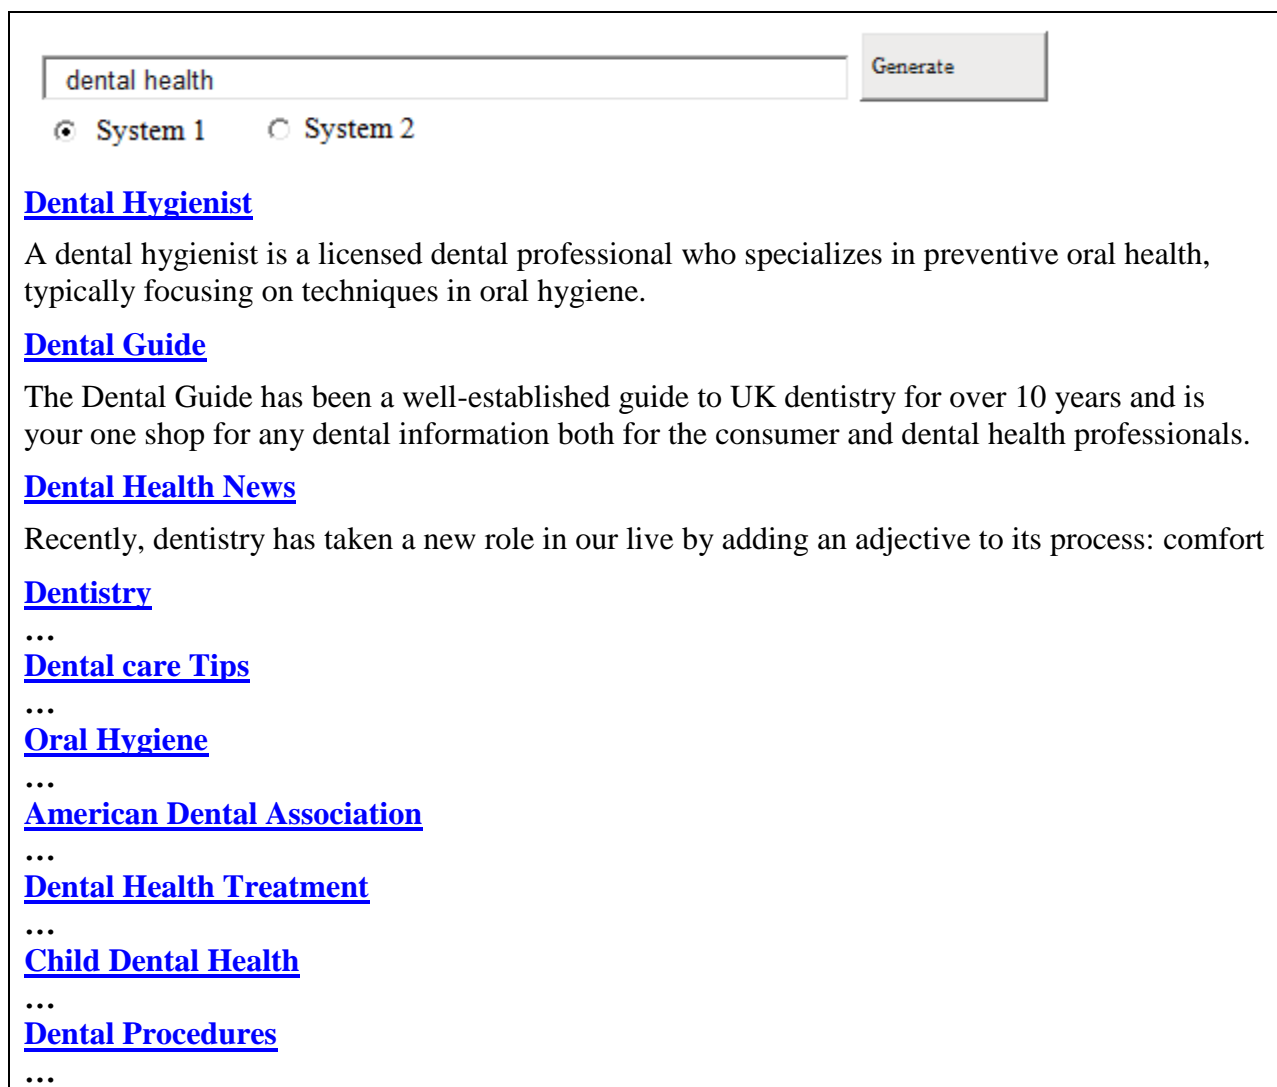 dental health
Generate
System 1 System 2
Dental Hygienist
A dental hygienist is a licensed dental professional who specializes in preventive oral health,
typically focusing on techniques in oral hygiene.
Dental Guide
The Dental Guide has been a well-established guide to UK dentistry for over 10 years and is
your one shop for any dental information both for the consumer and dental health professionals.
Dental Health News
Recently, dentistry has taken a new role in our live by adding an adjective to its process: comfort
Dentistry
…
Dental care Tips
…
Oral Hygiene
…
American Dental Association
…
Dental Health Treatment
…
Child Dental Health
…
Dental Procedures
…